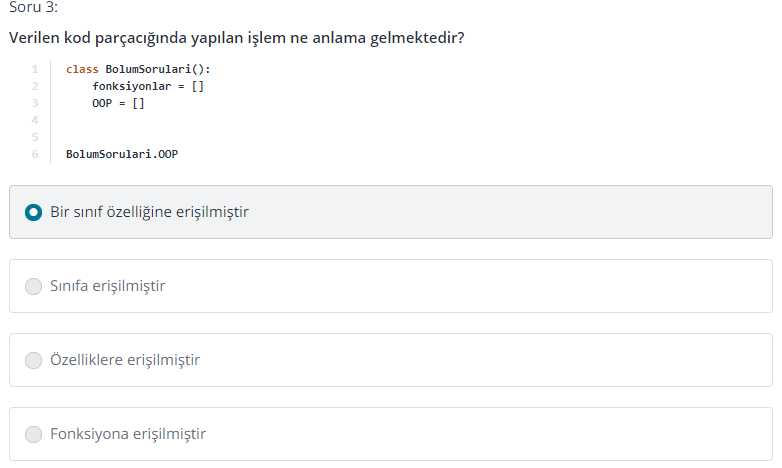 Soru 3:
Verilen kod parçacığında yapılan işlem ne anlama gelmektedir?
1 class BolumSorulari():
2 fonksiyonlar = []
3 OOP = []
4
5
6 BolumSorulari.OOP
Bir sınıf özelliğine erişilmiştir
Sınıfa erişilmiştir
Özelliklere erişilmiştir
Fonksiyona erişilmiştir